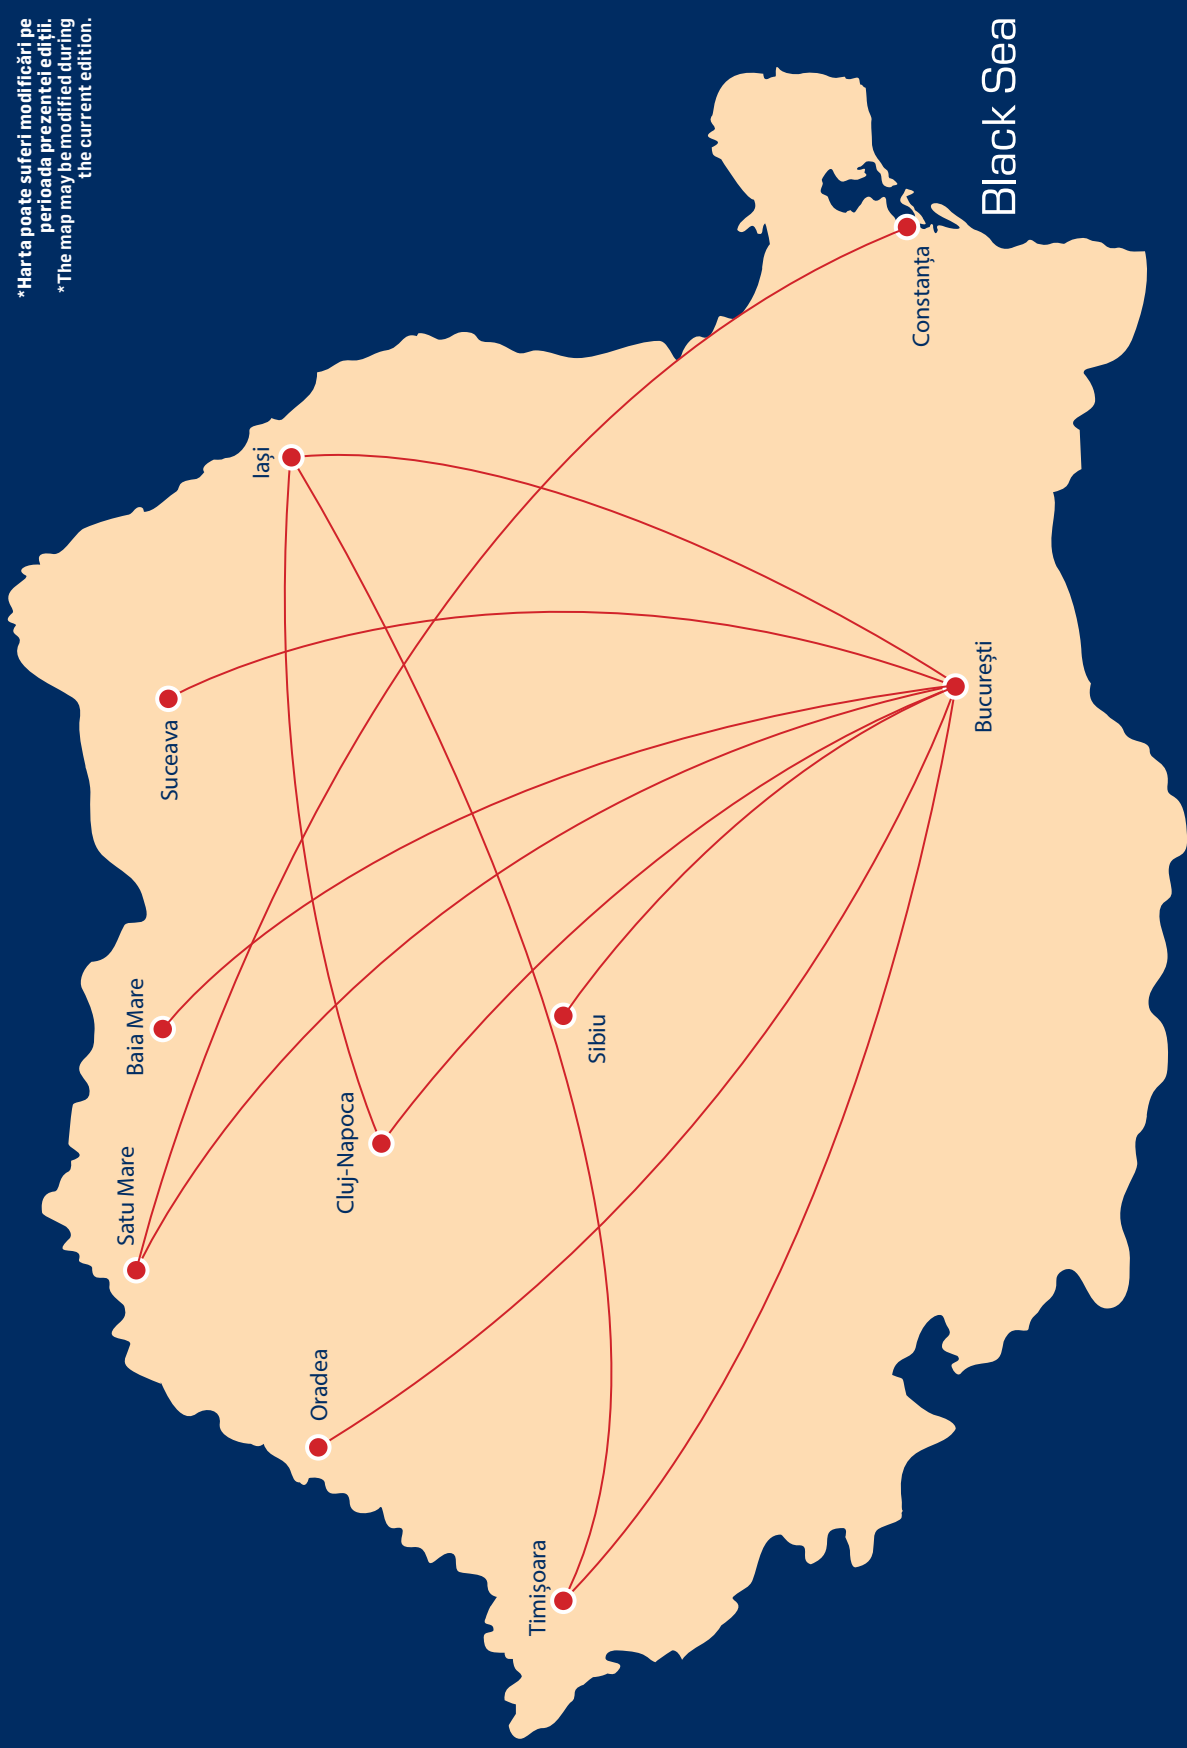 *Harta poate suferi modificări pe
perioada prezentei ediții.
*The map may be modified during
the current edition.
Black Sea
Iași
Constanța
Suceava
București
Baia Mare
Sibiu
Cluj-Napoca
Satu Mare
Oradea
Timișoara